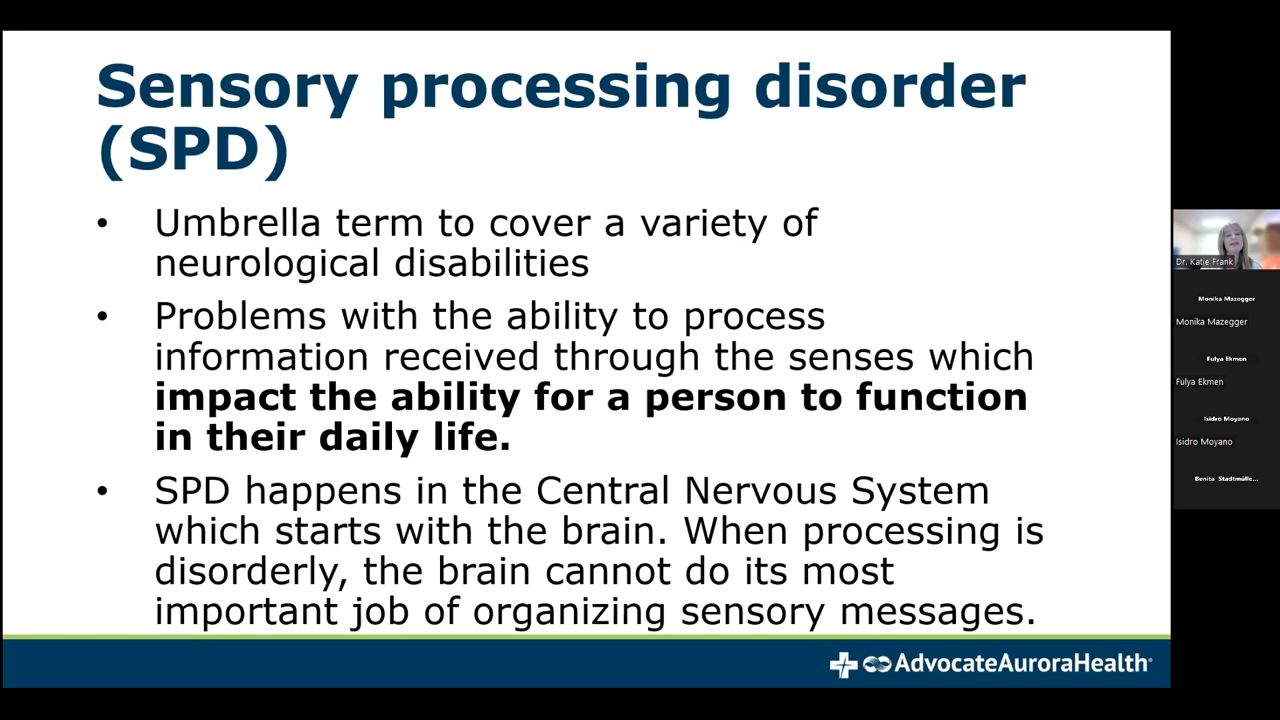 Sensory processing disorder
(SPD)
• Umbrella term to cover a variety of
neurological disabilities
• Problems with the ability to process
information received through the senses which
impact the ability for a person to function
in their daily life.
• SPD happens in the Central Nervous System
which starts with the brain. When processing is
disorderly, the brain cannot do its most
important job of organizing sensory messages.
AdvocateAuroraHealth®
Dr. Katie Frank
Monika Mazegger
Monika Mazegger
Fulya Ekmen
Fulya Ekmen
Isidro Moyano
Isidro Moyano
Benita Stadtmülle...